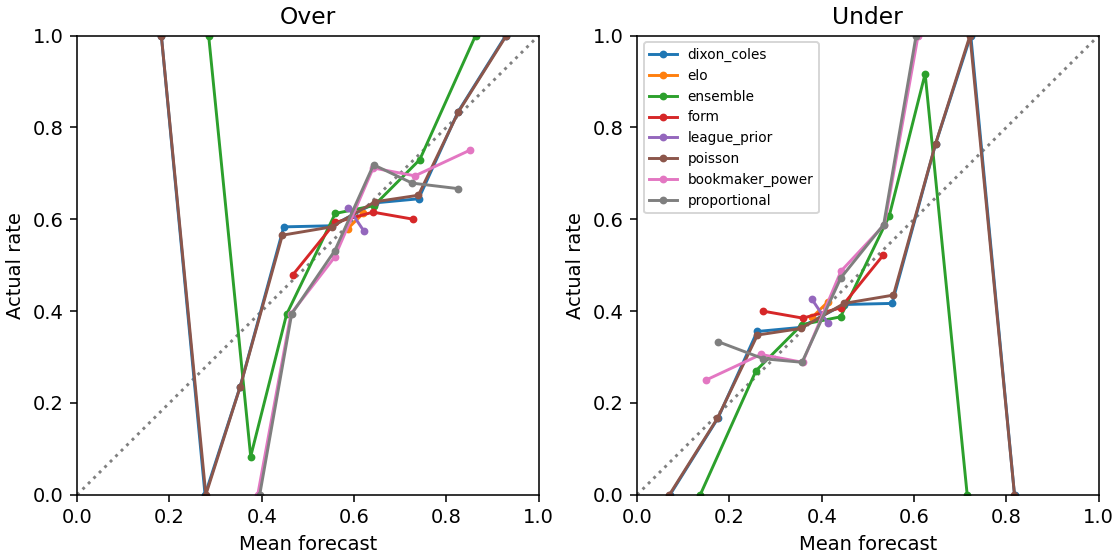 Over
Actual rate
1.0
0.8
0.6
0.4
0.2
0.0
0.0 0.2 0.4 0.6 0.8 1.0
Mean forecast
Under
Actual rate
1.0
0.8
0.6
0.4
0.2
0.0
dixon_coles
elo
ensemble
form
league_prior
poisson
bookmaker_power
proportional
0.0 0.2 0.4 0.6 0.8 1.0
Mean forecast